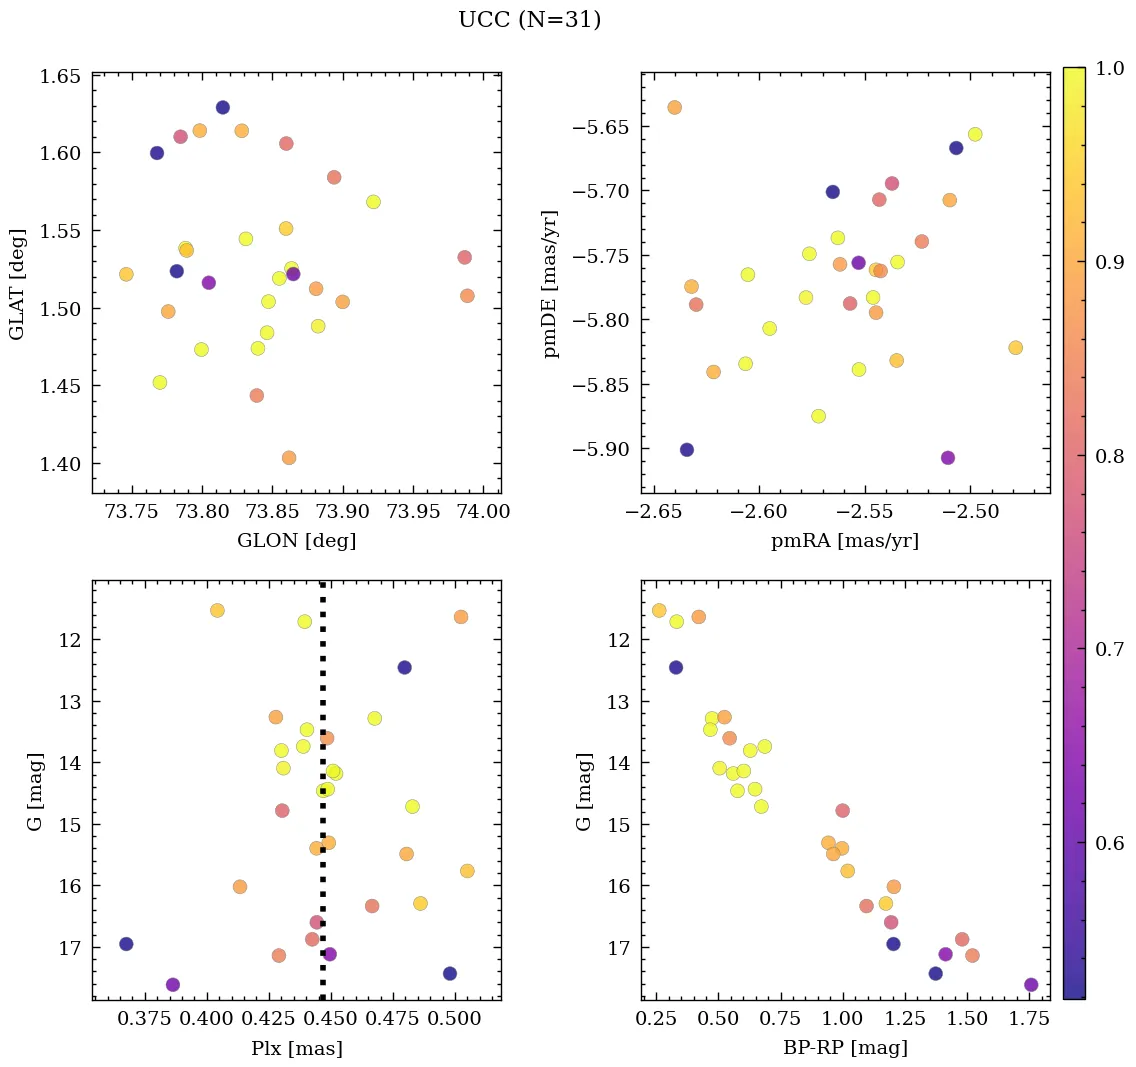 UCC (N=31)
1.65
1.60
1.55
1.50
1.45
1.40
GLAT [deg]
73.75 73.80 73.85 73.90 73.95 74.00
GLON [deg]
−5.65
−5.70
−5.75
−5.80
−5.85
−5.90
pmDE [mas/yr]
−2.65 −2.60 −2.55 −2.50
pmRA [mas/yr]
12
13
14
15
16
17
G [mag]
0.375 0.400 0.425 0.450 0.475 0.500
Plx [mas]
12
13
14
15
16
17
G [mag]
0.25 0.50 0.75 1.00 1.25 1.50 1.75
BP-RP [mag]
1.0
0.9
0.8
0.7
0.6